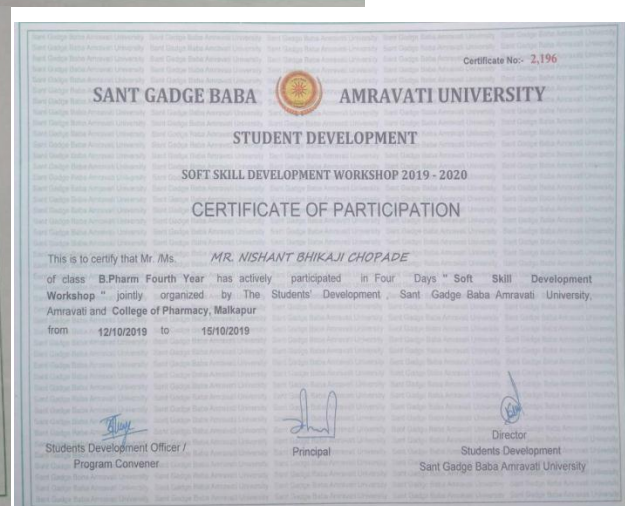 Certificate No:- 2,196
SANT GADGE BABA AMRAVATI UNIVERSITY
STUDENT DEVELOPMENT
SOFT SKILL DEVELOPMENT WORKSHOP 2019 - 2020
CERTIFICATE OF PARTICIPATION
This is to certify that Mr. /Ms. MR. NISHANT BHIKAJI CHOPADE
of class B.Pharm Fourth Year has actively participated in Four Days " Soft Skill Development
Workshop " jointly organized by The Students' Development , Sant Gadge Baba Amravati University,
Amravati and College of Pharmacy, Malkapur
from 12/10/2019 to 15/10/2019
Students Development Officer /
Program Convener
Principal
Director
Students Development
Sant Gadge Baba Amravati University